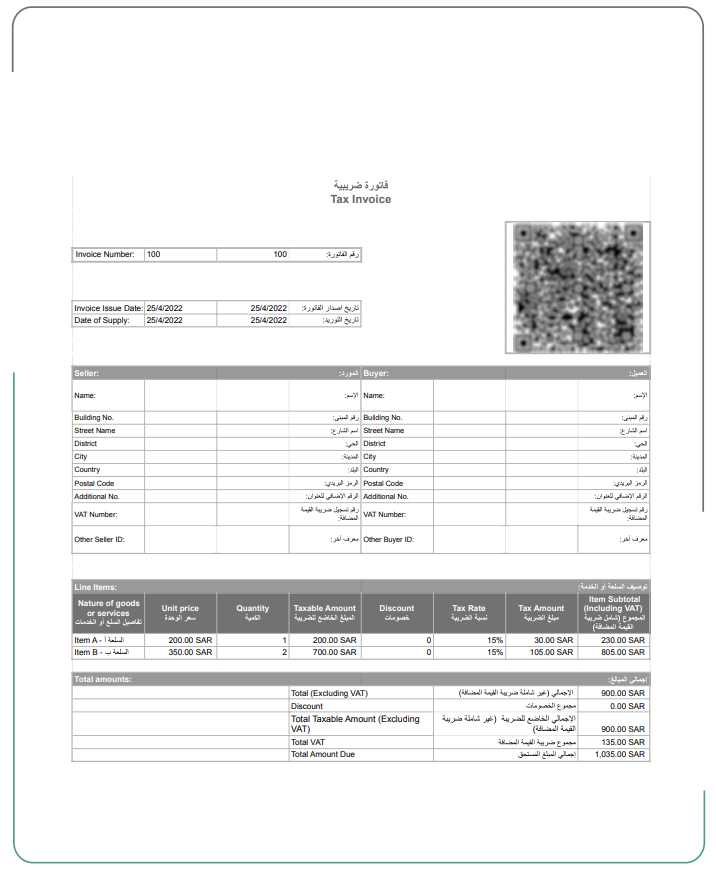 فاتورة ضريبية
Tax Invoice
Invoice Number: 100 100 رقم الفاتورة:
Invoice Issue Date: 25/4/2022 25/4/2022 تاريخ اصدار الفاتورة:
Date of Supply: 25/4/2022 25/4/2022 تاريخ التوريد:
Seller: المورد: Buyer: العميل:
Name: الإسم: Name: الإسم:
Building No. رقم المبنى: Building No. رقم المبنى:
Street Name اسم الشارع: Street Name اسم الشارع:
District الحي: District الحي:
City المدينة: City المدينة:
Country البلد: Country البلد:
Postal Code الرمز البريدي: Postal Code الرمز البريدي:
Additional No. الرقم الإضافي للعنوان: Additional No. الرقم الإضافي للعنوان:
VAT Number: رقم تسجيل ضريبة القيمة المضافة: VAT Number: رقم تسجيل ضريبة القيمة المضافة:
Other Seller ID: معرف آخر: Other Buyer ID: معرف آخر:
Line Items: توصيف السلعة أو الخدمة:
Nature of goods or services تفاصيل السلع أو الخدمات
Unit price سعر الوحدة
Quantity الكمية
Taxable Amount المبلغ الخاضع للضريبة
Discount خصومات
Tax Rate نسبة الضريبة
Tax Amount مبلغ الضريبة
Item Subtotal (Including VAT) المجموع (شامل ضريبة القيمة المضافة)
Item A - السلعة أ 200.00 SAR 1 200.00 SAR 0 15% 30.00 SAR 230.00 SAR
Item B - السلعة ب 350.00 SAR 2 700.00 SAR 0 15% 105.00 SAR 805.00 SAR
Total amounts: إجمالي المبالغ:
Total (Excluding VAT) الإجمالي (غير شاملة ضريبة القيمة المضافة) 900.00 SAR
Discount مجموع الخصومات 0.00 SAR
Total Taxable Amount (Excluding VAT) الإجمالي الخاضع للضريبة (غير شاملة ضريبة القيمة المضافة) 900.00 SAR
Total VAT مجموع ضريبة القيمة المضافة 135.00 SAR
Total Amount Due إجمالي المبلغ المستحق 1,035.00 SAR